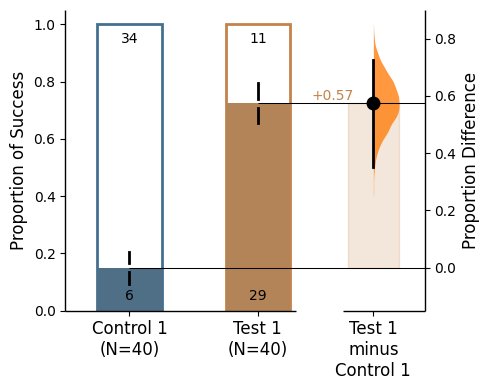 Proportion of Success
1.0
0.8
0.6
0.4
0.2
0.0
34
6
11
29
+0.57
0.8
0.6
0.4
0.2
0.0
Proportion Difference
Control 1
(N=40)
Test 1
(N=40)
Test 1
minus
Control 1